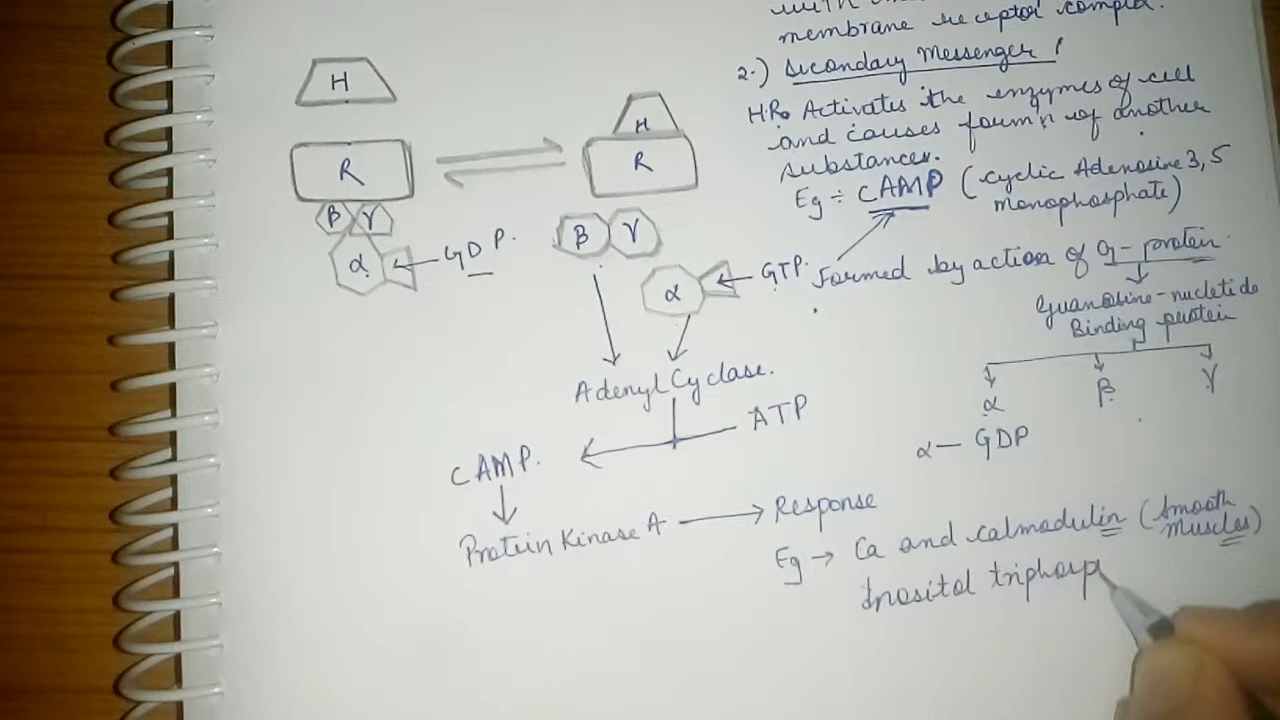 membrane receptor complex.
2.) Secondary Messenger!
H.R. Activates the enzymes of cell
and causes form'n of another
substances.
Eg ÷ CAMP (cyclic Adenosine 3, 5
monophosphate)
Formed by action of G- protein.
Guanosine-nucletide
Binding protein
α β γ
α — GDP
H
R
β γ
α
GDP.
H
R
β γ
α
GTP.
Adenyl Cyclase.
ATP
CAMP.
Protein Kinase A
Response
Eg → Ca and calmodulin (Smooth
Muscles)
Inositol triphosp